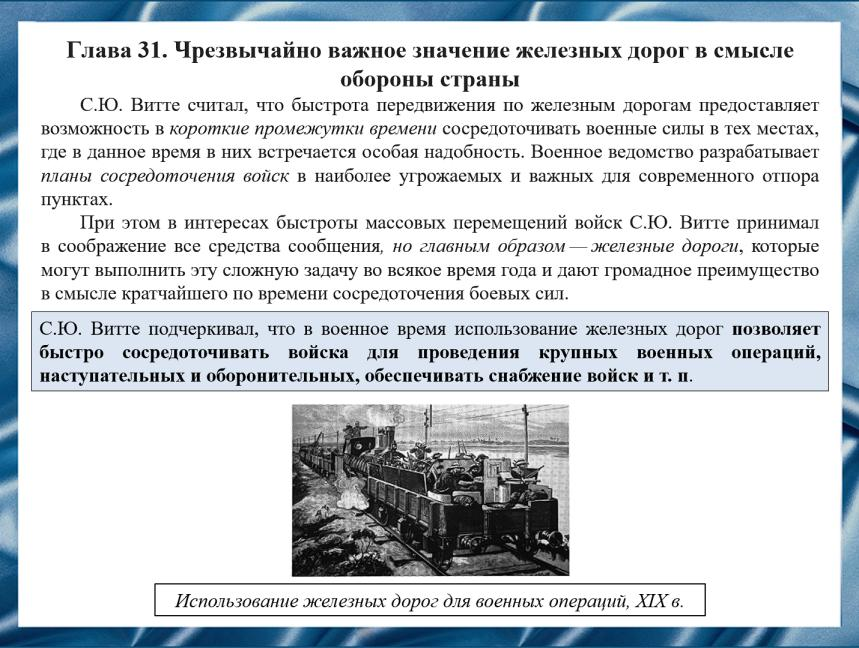 Глава 31. Чрезвычайно важное значение железных дорог в смысле
обороны страны
С.Ю. Витте считал, что быстрота передвижения по железным дорогам предоставляет
возможность в короткие промежутки времени сосредоточивать военные силы в тех местах,
где в данное время в них встречается особая надобность. Военное ведомство разрабатывает
планы сосредоточения войск в наиболее угрожаемых и важных для современного отпора
пунктах.
При этом в интересах быстроты массовых перемещений войск С.Ю. Витте принимал
в соображение все средства сообщения, но главным образом — железные дороги, которые
могут выполнить эту сложную задачу во всякое время года и дают громадное преимущество
в смысле кратчайшего по времени сосредоточения боевых сил.
С.Ю. Витте подчеркивал, что в военное время использование железных дорог позволяет
быстро сосредоточивать войска для проведения крупных военных операций,
наступательных и оборонительных, обеспечивать снабжение войск и т. п.
Использование железных дорог для военных операций, XIX в.